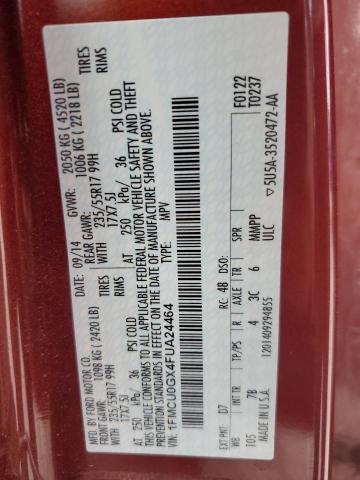 MFD. BY FORD MOTOR CO.
DATE: 09/14 GVWR: 2050 KG ( 4520 LB)
FRONT GAWR: 1098 KG ( 2420 LB) REAR GAWR: 1006 KG ( 2218 LB)
WITH 235/55R17 99H TIRES WITH 235/55R17 99H TIRES
17X7.5J RIMS 17X7.5J RIMS
AT 250 kPa/ 36 PSI COLD AT 250 kPa/ 36 PSI COLD
THIS VEHICLE CONFORMS TO ALL APPLICABLE FEDERAL MOTOR VEHICLE SAFETY AND THEFT
PREVENTION STANDARDS IN EFFECT ON THE DATE OF MANUFACTURE SHOWN ABOVE.
VIN: 1FMCU0GX4FUA24464
TYPE: MPV
F0122
T0237
EXT PNT: D7 RC: 48 DSO:
WB INT TR TP/PS R AXLE TR SPR
105 7B 4 3C 6 MMPP
MADE IN U.S.A. ULC
1201409294855
▽5U5A-3520472-AA